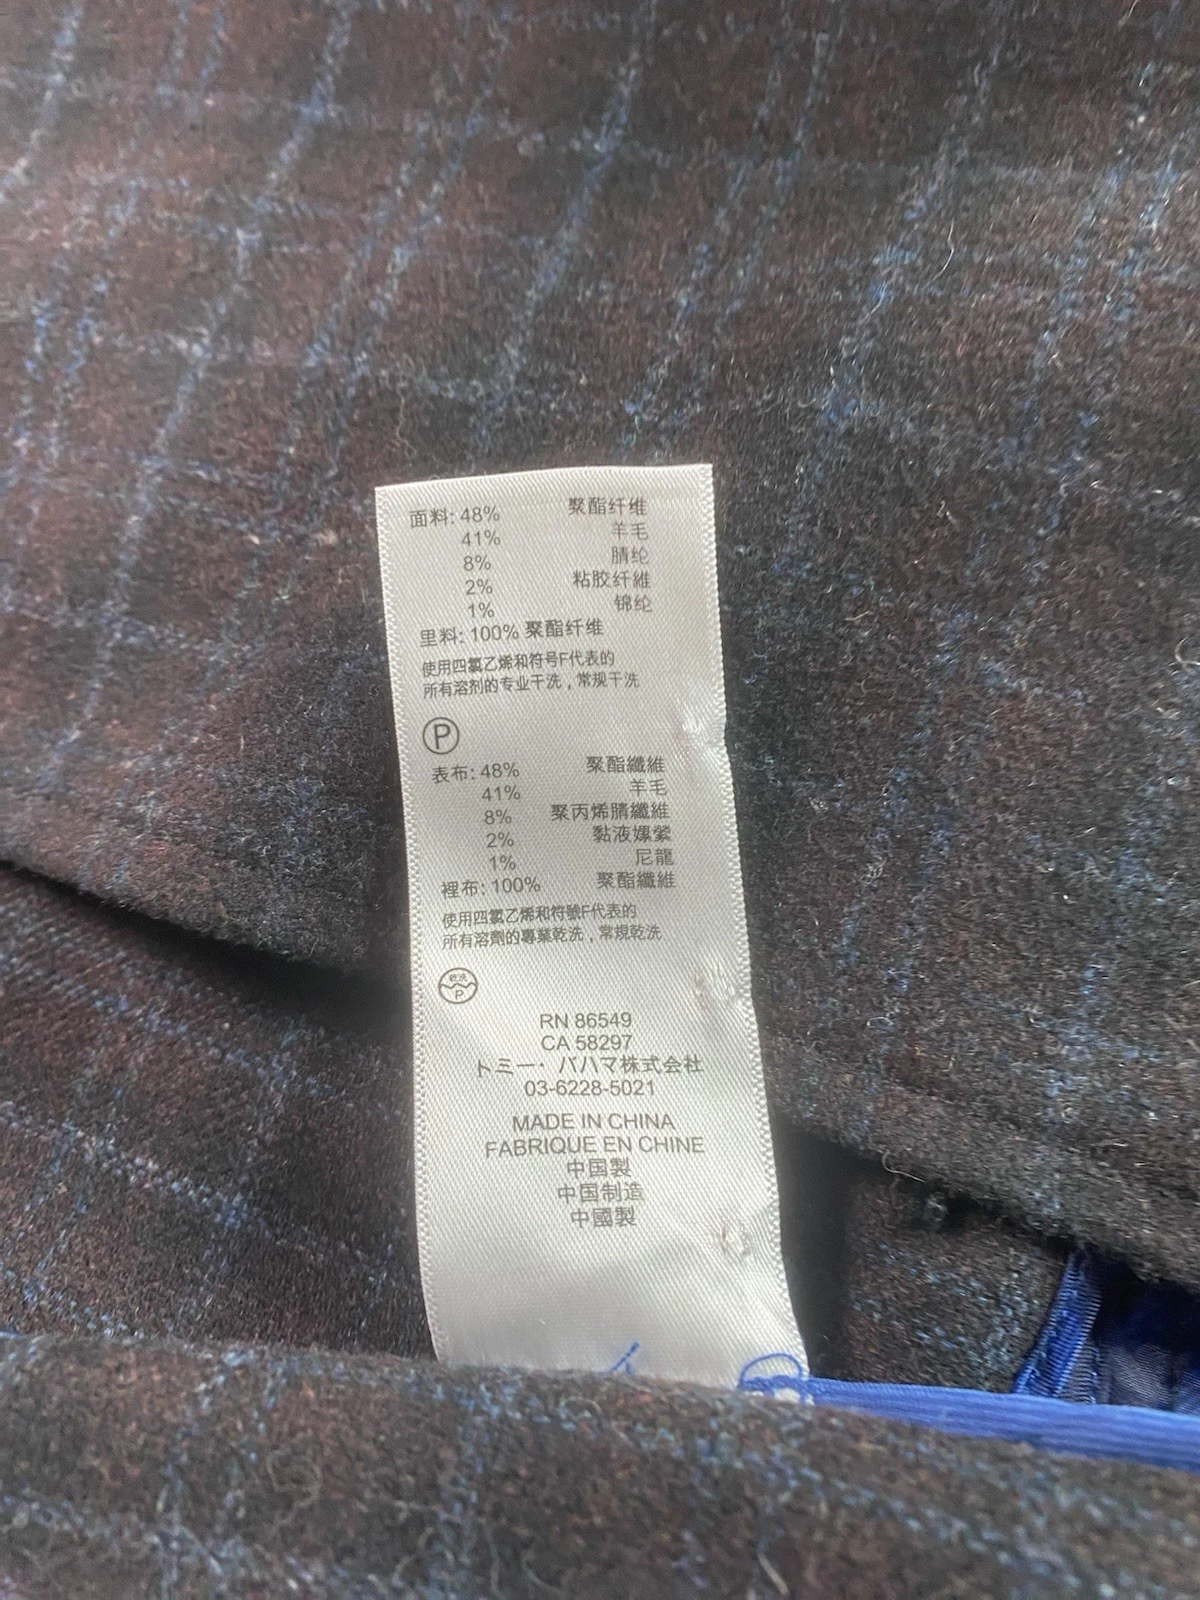 面料: 48% 聚酯纤维
41% 羊毛
8% 腈纶
2% 粘胶纤維
1% 锦纶
里料: 100% 聚酯纤维
使用四氯乙烯和符号F代表的
所有溶剂的专业干洗，常规干洗
P
表布: 48% 聚酯纖維
41% 羊毛
8% 聚丙烯腈纖維
2% 黏液嫘縈
1% 尼龍
裡布: 100% 聚酯纖維
使用四氯乙烯和符號F代表的
所有溶劑的專業乾洗，常規乾洗
乾洗
P
RN 86549
CA 58297
トミー・バハマ株式会社
03-6228-5021
MADE IN CHINA
FABRIQUE EN CHINE
中国製
中国制造
中國製